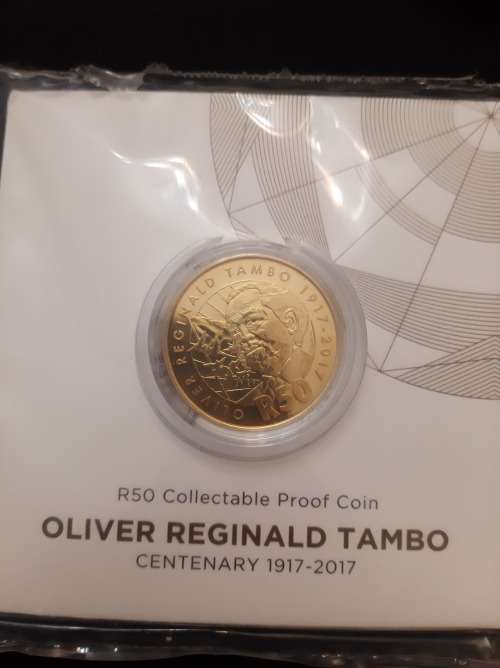 OLIVER REGINALD TAMBO 1917-2017
R50
R50 Collectable Proof Coin
OLIVER REGINALD TAMBO
CENTENARY 1917-2017